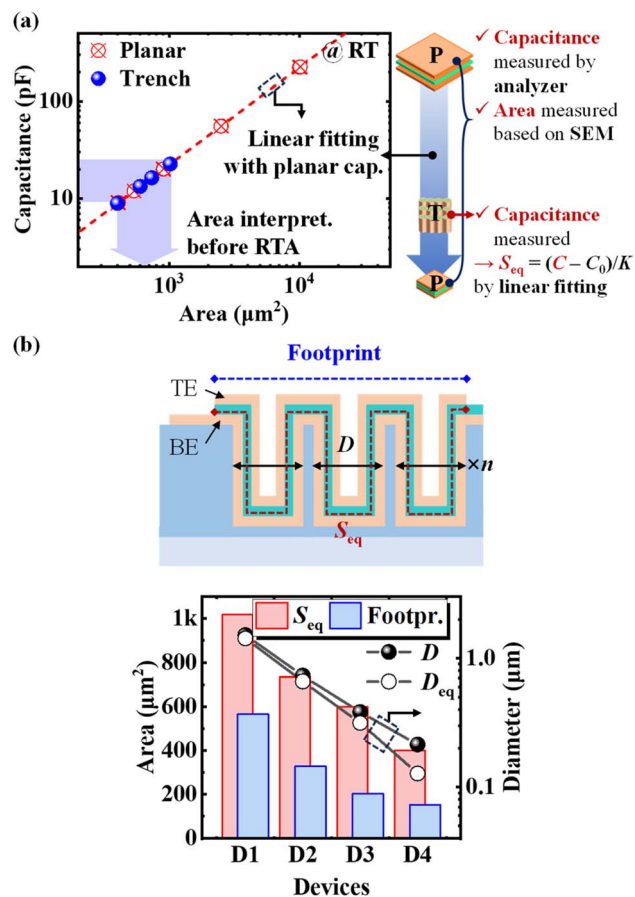 (a)
Planar
Trench
@ RT
Capacitance (pF)
100
10
Linear fitting
with planar cap.
Area interpret.
before RTA
10³
10⁴
Area (µm²)
P
T
P
✓ Capacitance
measured by
analyzer
✓ Area measured
based on SEM
✓ Capacitance
measured
→ Seq = (C – C0)/K
by linear fitting
(b)
Footprint
TE
BE
D
×n
Seq
Seq
Footpr.
D
Deq
Area (µm²)
1k
800
600
400
200
0
1.0
0.1
Diameter (µm)
D1 D2 D3 D4
Devices